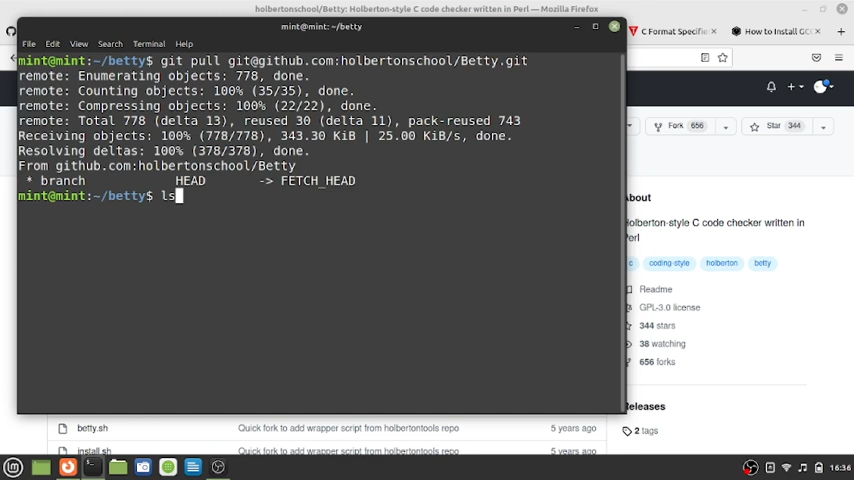 holbertonschool/Betty: Holberton-style C code checker written in Perl — Mozilla Firefox
mint@mint: ~/betty
C Format Specifie
How to Install GC
File Edit View Search Terminal Help
mint@mint:~/betty$ git pull git@github.com:holbertonschool/Betty.git
remote: Enumerating objects: 778, done.
remote: Counting objects: 100% (35/35), done.
remote: Compressing objects: 100% (22/22), done.
remote: Total 778 (delta 13), reused 30 (delta 11), pack-reused 743
Receiving objects: 100% (778/778), 343.30 KiB | 25.00 KiB/s, done.
Resolving deltas: 100% (378/378), done.
From github.com:holbertonschool/Betty
* branch HEAD -> FETCH_HEAD
mint@mint:~/betty$ ls
Fork 656
Star 344
About
Holberton-style C code checker written in
Perl
c coding-style holberton betty
Readme
GPL-3.0 license
344 stars
38 watching
656 forks
Releases
2 tags
betty.sh Quick fork to add wrapper script from holbertontools repo 5 years ago
install.sh Quick fork to add wrapper script from holbertontools repo 5 years ago
16:36